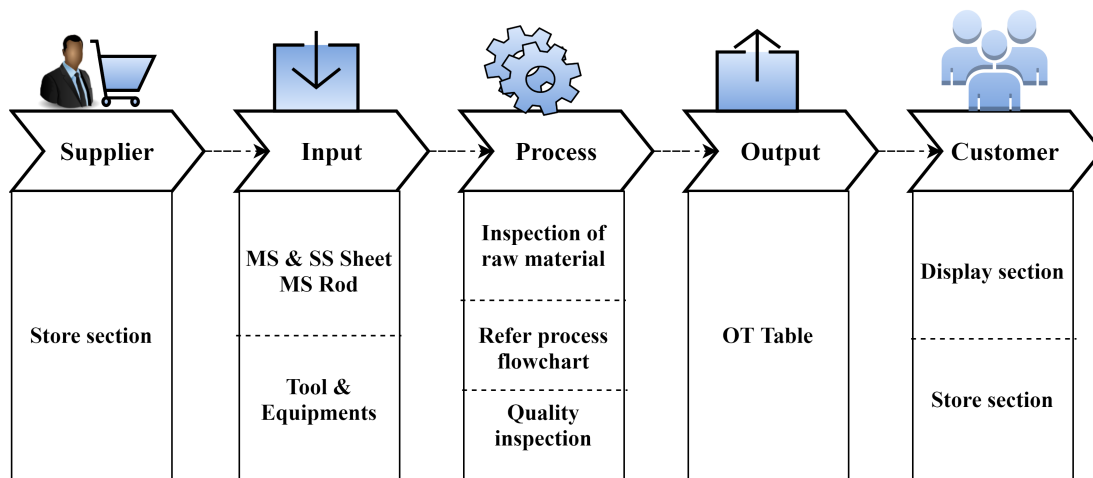 Supplier
Input
Process
Output
Customer
Store section
MS & SS Sheet
MS Rod
Tool &
Equipments
Inspection of
raw material
Refer process
flowchart
Quality
inspection
OT Table
Display section
Store section